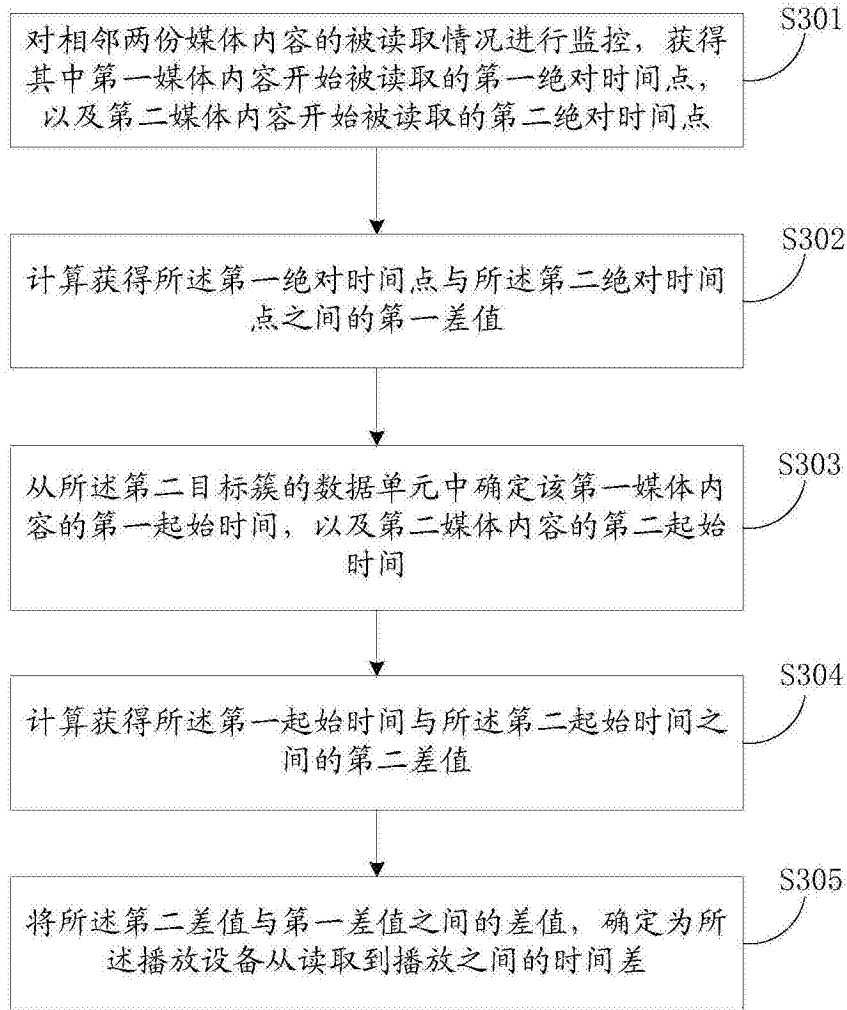 S301
对相邻两份媒体内容的被读取情况进行监控，获得
其中第一媒体内容开始被读取的第一绝对时间点，
以及第二媒体内容开始被读取的第二绝对时间点
S302
计算获得所述第一绝对时间点与所述第二绝对时间
点之间的第一差值
S303
从所述第二目标簇的数据单元中确定该第一媒体内
容的第一起始时间，以及第二媒体内容的第二起始
时间
S304
计算获得所述第一起始时间与所述第二起始时间之
间的第二差值
S305
将所述第二差值与第一差值之间的差值，确定为所
述播放设备从读取到播放之间的时间差